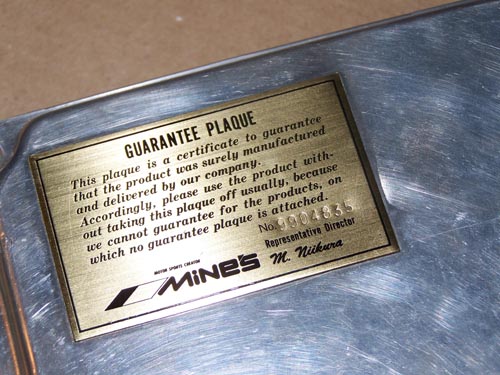 GUARANTEE PLAQUE
This plaque is a certificate to guarantee
that the product was surely manufactured
and delivered by our company.
Accordingly, please use the product with-
out taking this plaque off usually, because
we cannot guarantee for the products, on
which no guarantee plaque is attached.
No.0004835
Representative Director
MOTOR SPORTS CREATOR
MiNE'S
M. Niikura